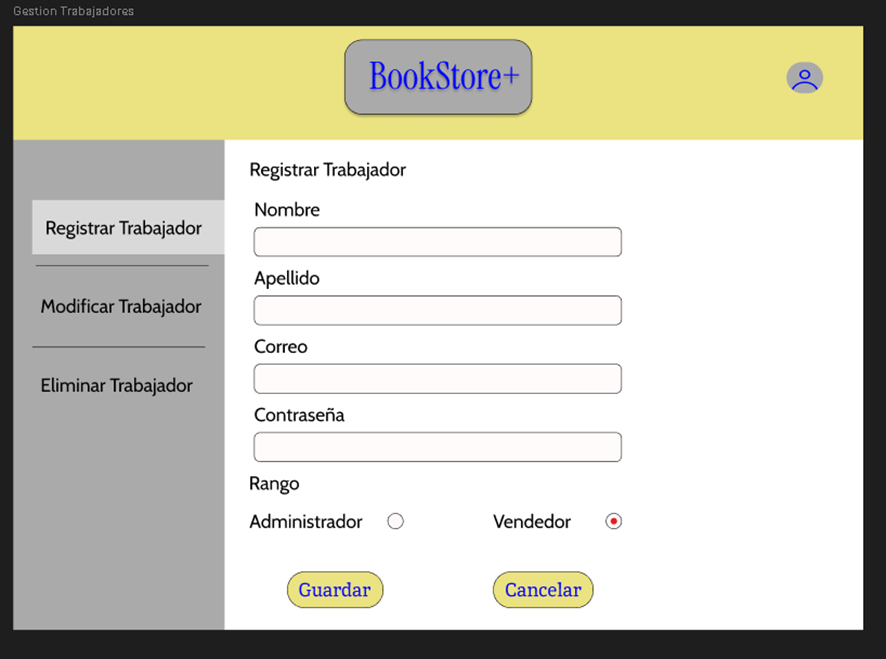 Gestion Trabajadores
BookStore+
Registrar Trabajador
Modificar Trabajador
Eliminar Trabajador
Registrar Trabajador
Nombre
Apellido
Correo
Contraseña
Rango
Administrador
Vendedor
Guardar
Cancelar